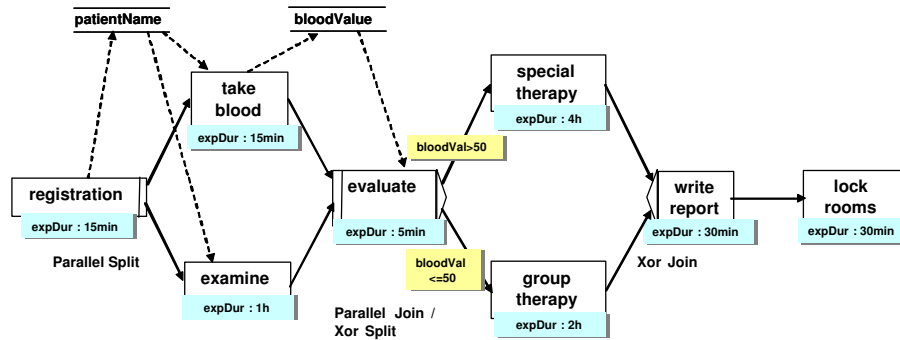 patientName
bloodValue
take
blood
expDur : 15min
special
therapy
expDur : 4h
bloodVal>50
registration
expDur : 15min
Parallel Split
evaluate
expDur : 5min
write
report
expDur : 30min
lock
rooms
expDur : 30min
examine
expDur : 1h
bloodVal
<=50
Parallel Join /
Xor Split
group
therapy
expDur : 2h
Xor Join